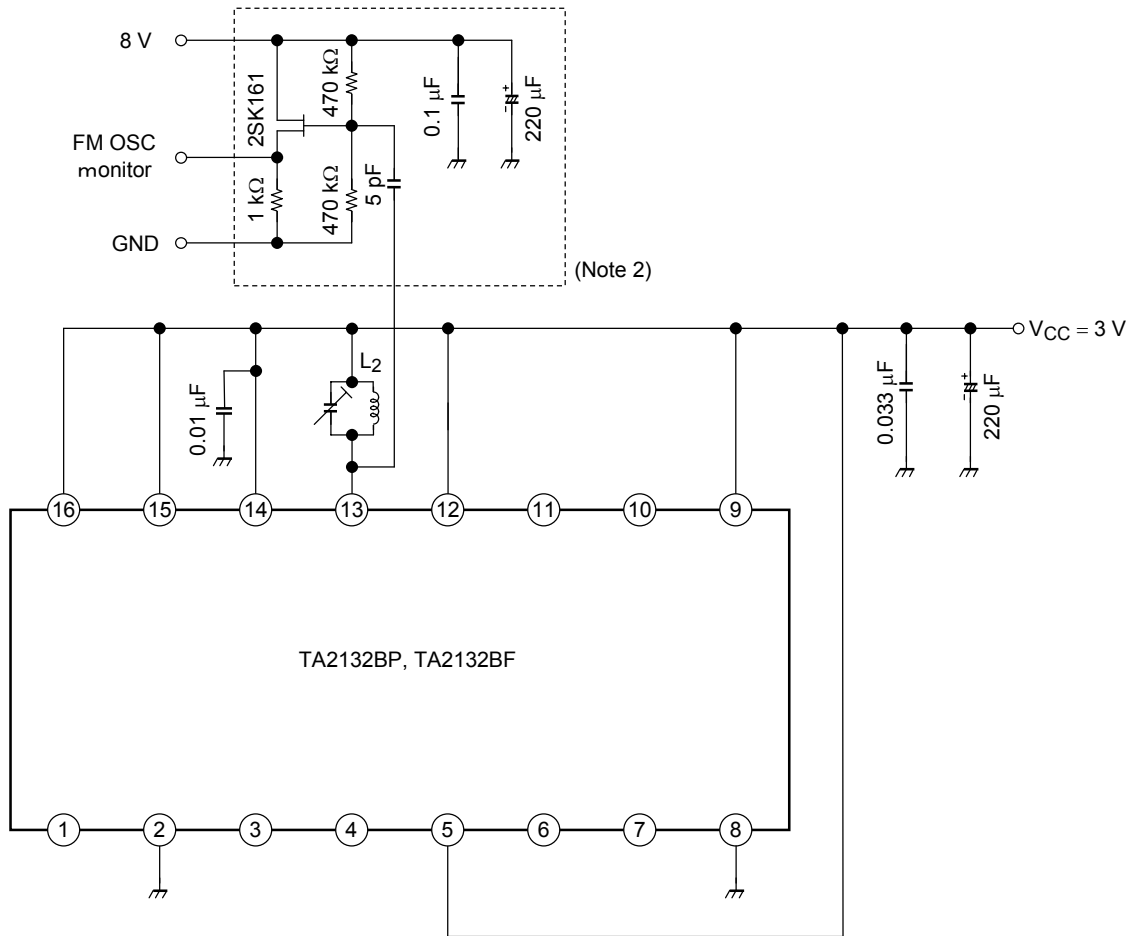 8 V
2SK161
470 kΩ
0.1 μF
- +
220 μF
FM OSC
monitor
1 kΩ
470 kΩ
5 pF
GND
(Note 2)
VCC = 3 V
L2
0.01 μF
0.033 μF
- +
220 μF
16
15
14
13
12
11
10
9
TA2132BP, TA2132BF
1
2
3
4
5
6
7
8